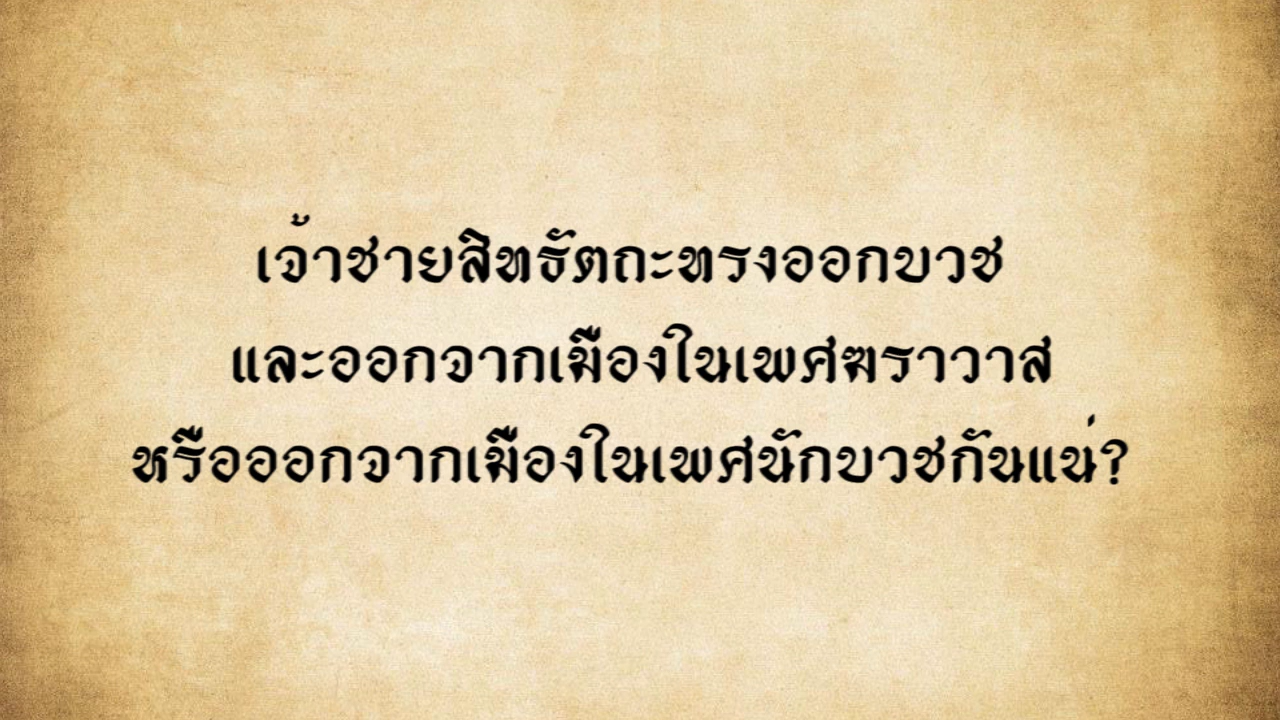 เจ้าชายสิทธัตถะทรงออกบวช
และออกจากเมืองในเพศฆราวาส
หรือออกจากเมืองในเพศนักบวชกันแน่?